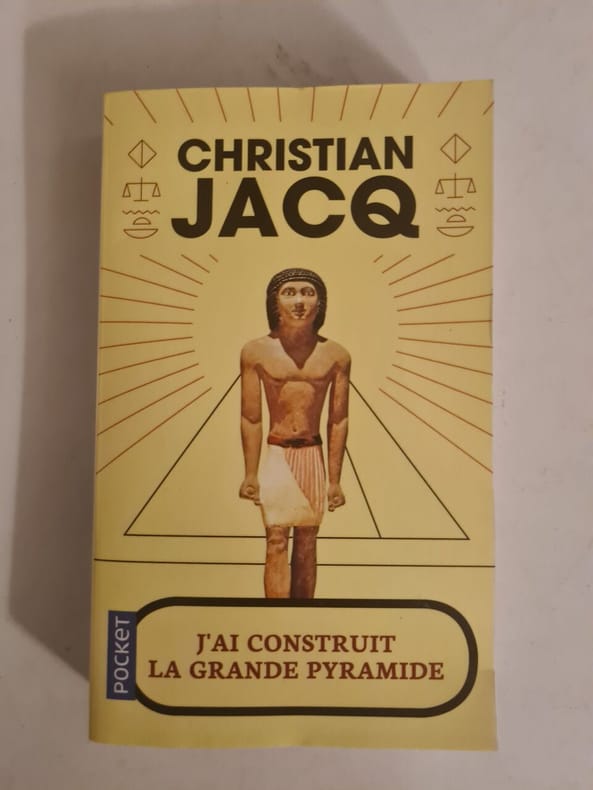 CHRISTIAN
JACQ
POCKET
J'AI CONSTRUIT
LA GRANDE PYRAMIDE